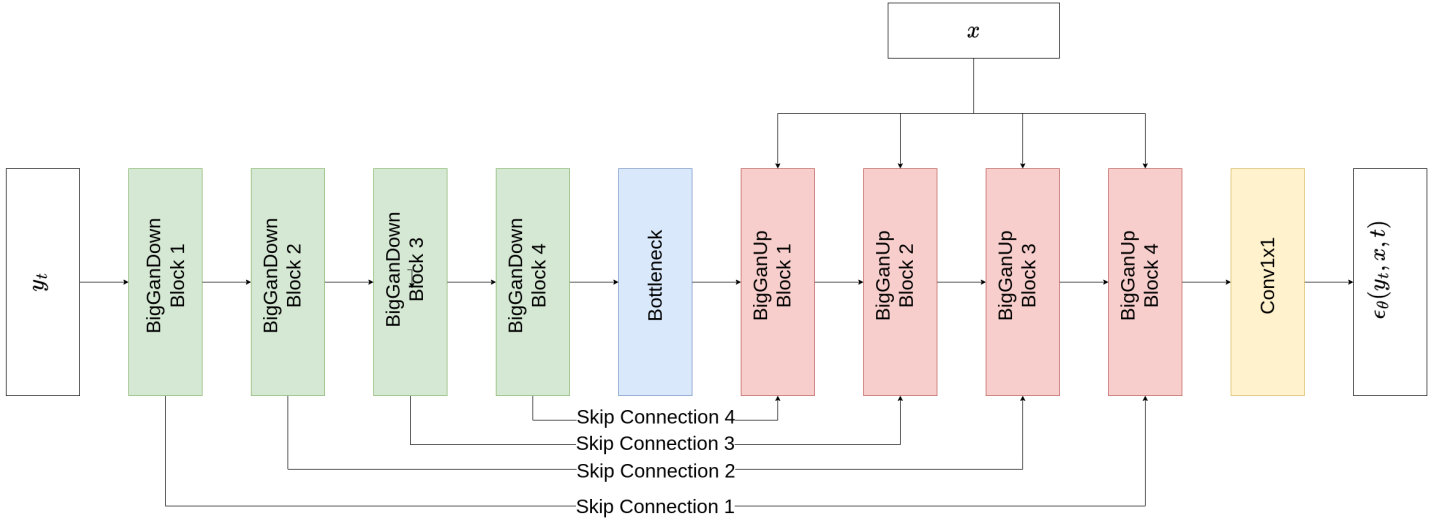 x
y_t
BigGanDown
Block 1
BigGanDown
Block 2
BigGanDown
Block 3
BigGanDown
Block 4
Bottleneck
BigGanUp
Block 1
BigGanUp
Block 2
BigGanUp
Block 3
BigGanUp
Block 4
Conv1x1
ϵ_θ(y_t, x, t)
Skip Connection 4
Skip Connection 3
Skip Connection 2
Skip Connection 1